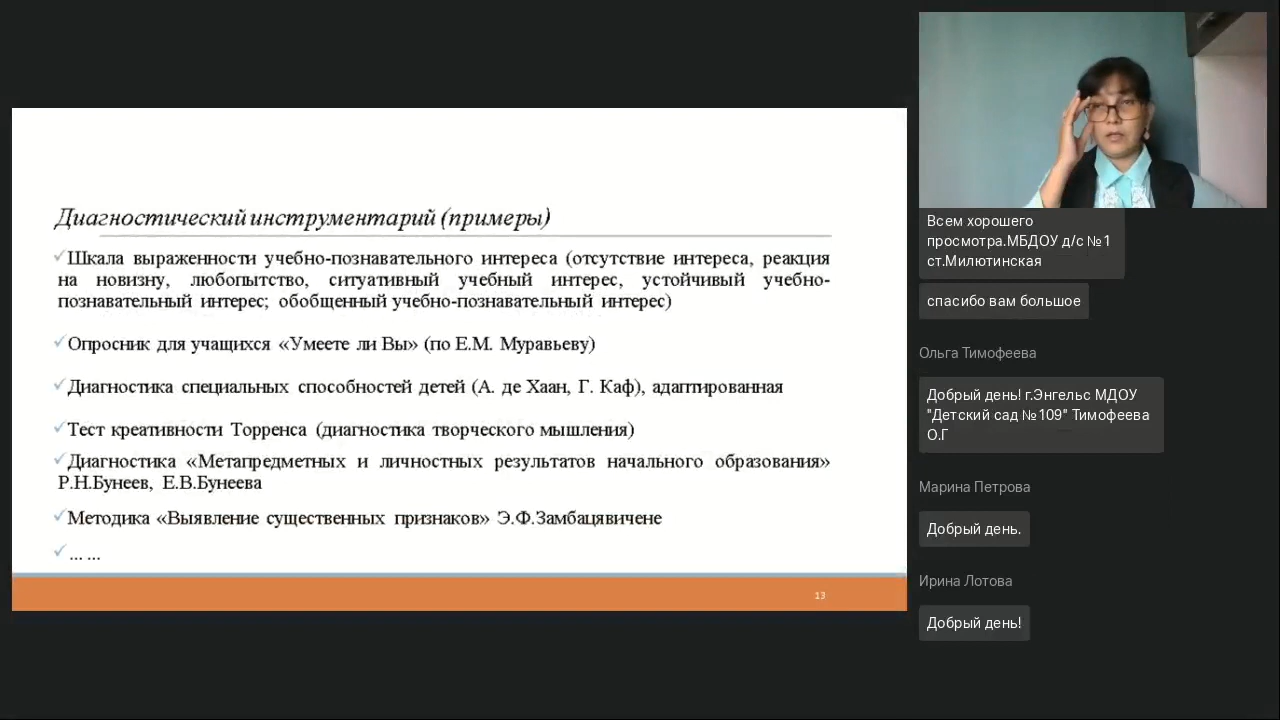 Диагностический инструментарий (примеры)
Шкала выраженности учебно-познавательного интереса (отсутствие интереса, реакция
на новизну, любопытство, ситуативный учебный интерес, устойчивый учебно-
познавательный интерес; обобщенный учебно-познавательный интерес)
Опросник для учащихся «Умеете ли Вы» (по Е.М. Муравьеву)
Диагностика специальных способностей детей (А. де Хаан, Г. Каф), адаптированная
Тест креативности Торренса (диагностика творческого мышления)
Диагностика «Метапредметных и личностных результатов начального образования»
Р.Н.Бунеев, Е.В.Бунеева
Методика «Выявление существенных признаков» Э.Ф.Замбацявичене
... ...
13
Всем хорошего
просмотра.МБДОУ д/с №1
ст.Милютинская
спасибо вам большое
Ольга Тимофеева
Добрый день! г.Энгельс МДОУ
"Детский сад №109" Тимофеева
О.Г
Марина Петрова
Добрый день.
Ирина Лотова
Добрый день!